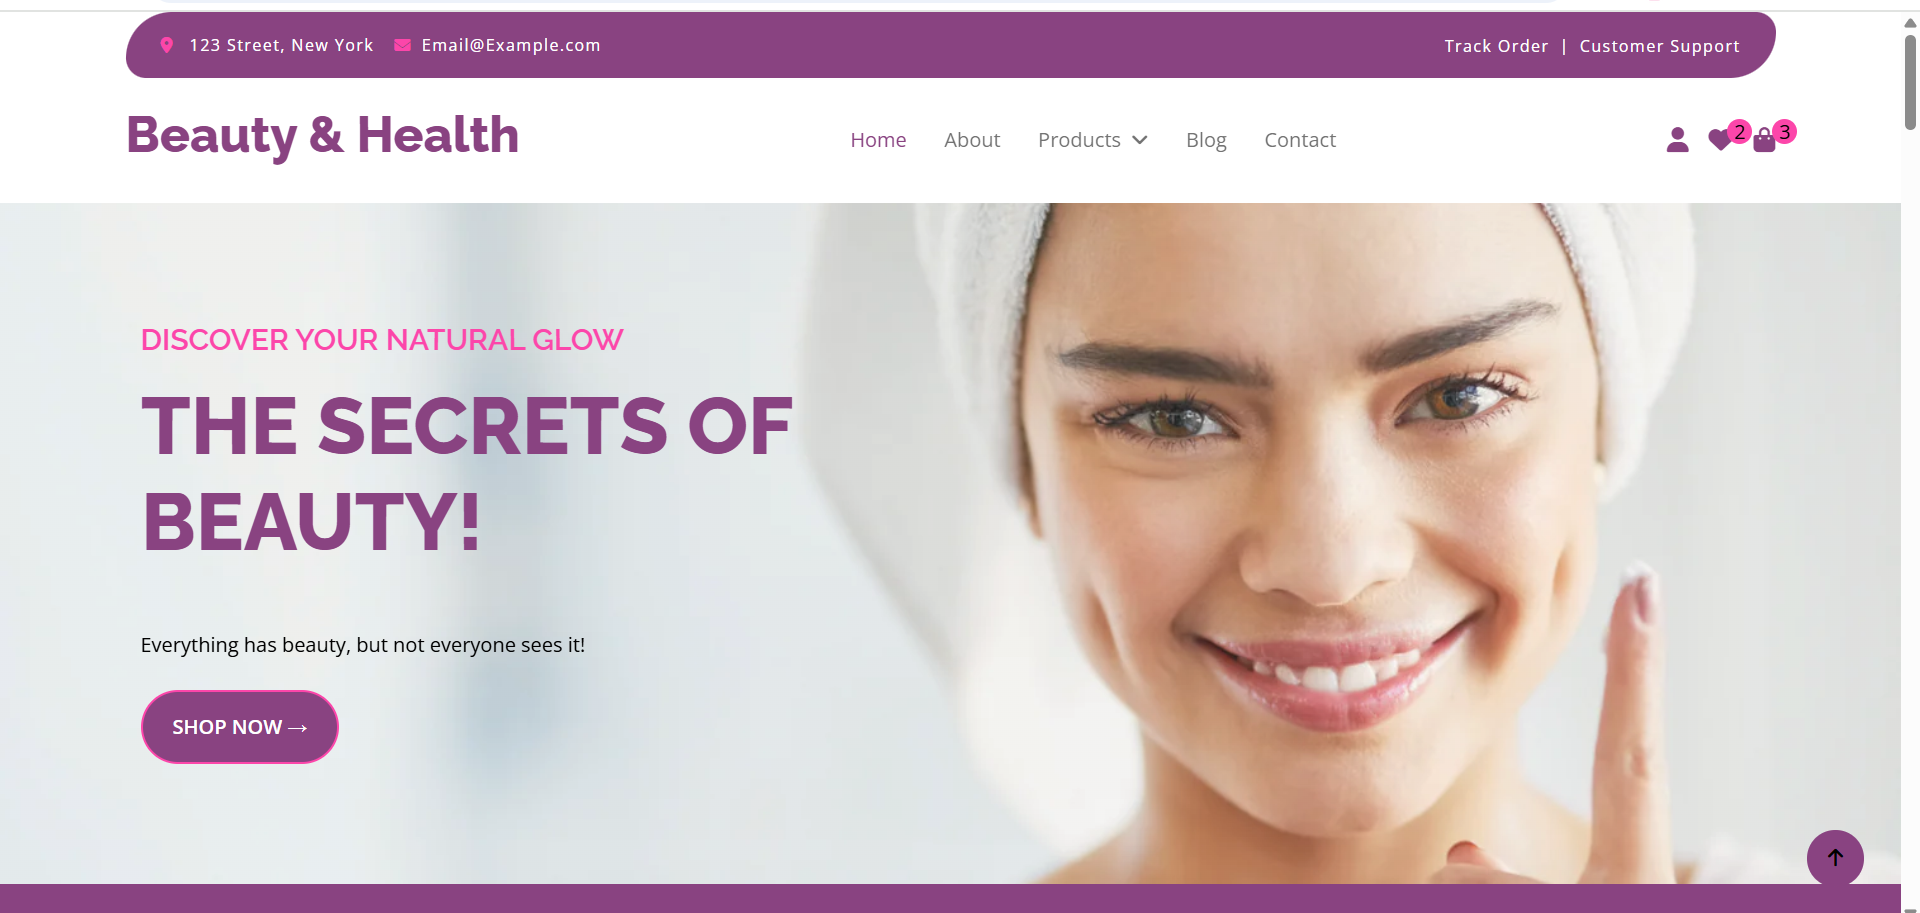 123 Street, New York Email@Example.com Track Order | Customer Support
Beauty & Health Home About Products Blog Contact 2 3
DISCOVER YOUR NATURAL GLOW
THE SECRETS OF
BEAUTY!
Everything has beauty, but not everyone sees it!
SHOP NOW →